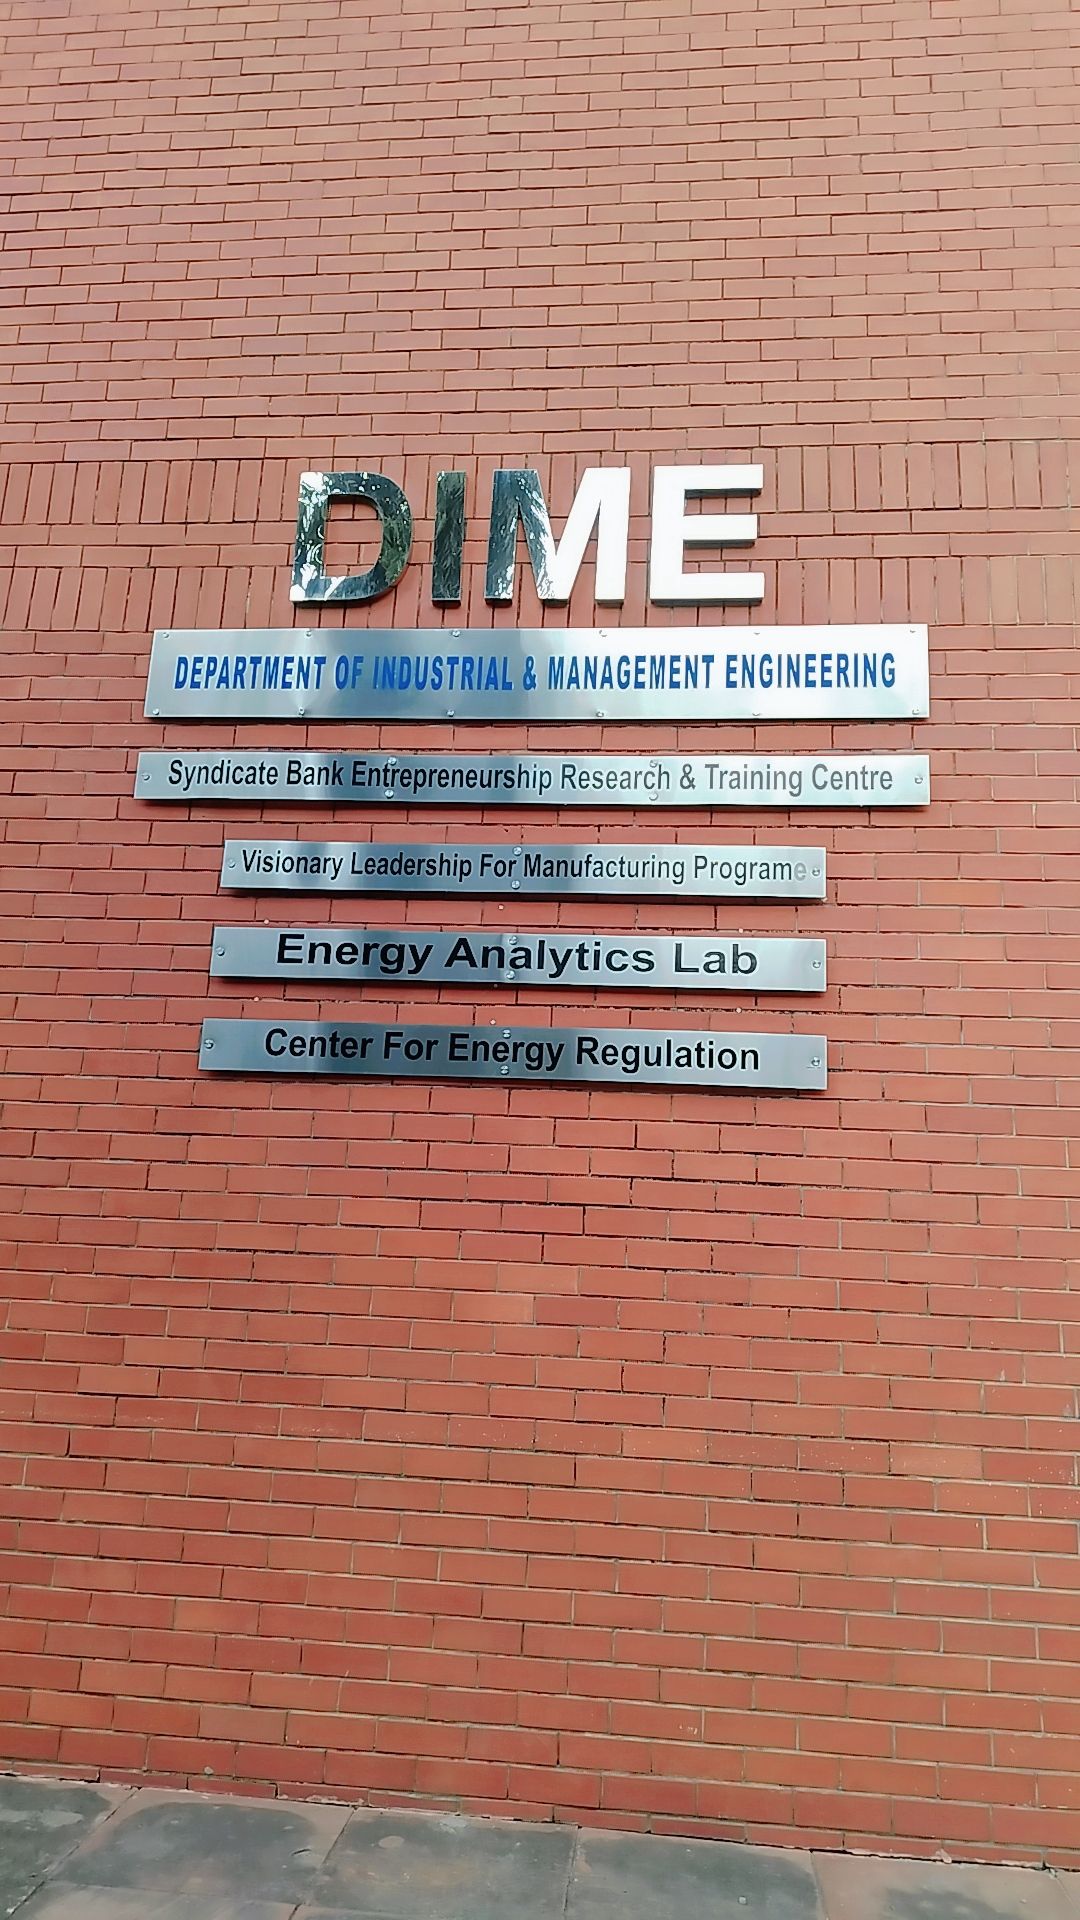 DIME
DEPARTMENT OF INDUSTRIAL & MANAGEMENT ENGINEERING
Syndicate Bank Entrepreneurship Research & Training Centre
Visionary Leadership For Manufacturing Programe
Energy Analytics Lab
Center For Energy Regulation